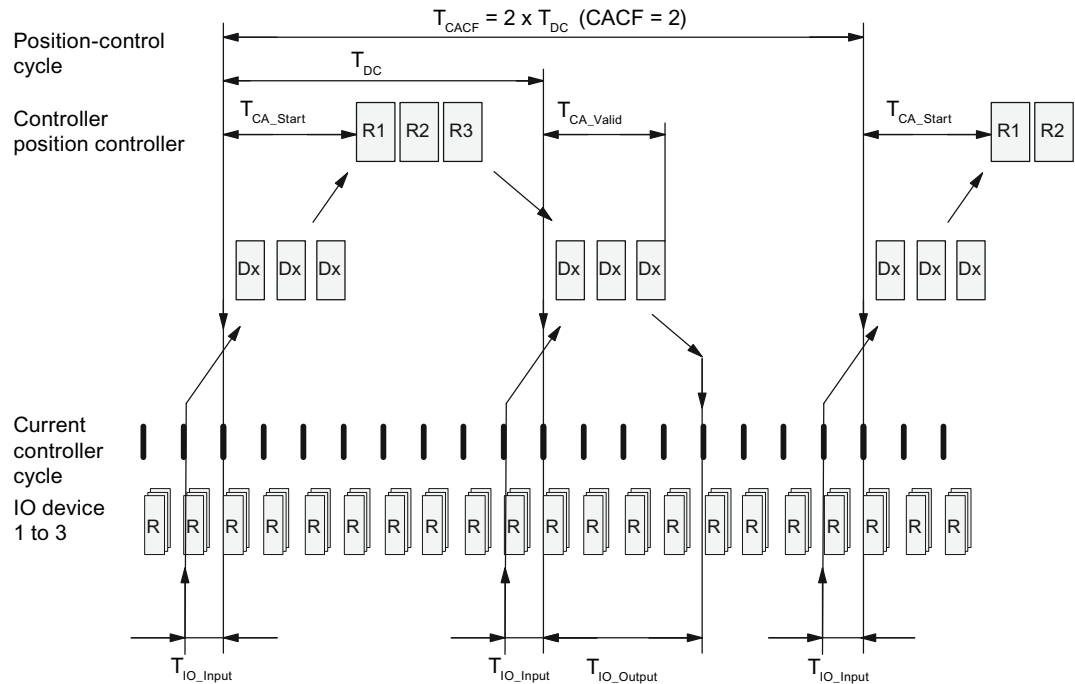 T_CACF = 2 x T_DC (CACF = 2)
Position-control
cycle
T_DC
Controller
position controller
T_CA_Start
R1 R2 R3
T_CA_Valid
T_CA_Start
R1 R2
Dx Dx Dx
Dx Dx Dx
Dx Dx Dx
Current
controller
cycle
IO device
1 to 3
R R R R R R R R R R R R R R R R R R R R R
T_IO_Input
T_IO_Input
T_IO_Output
T_IO_Input